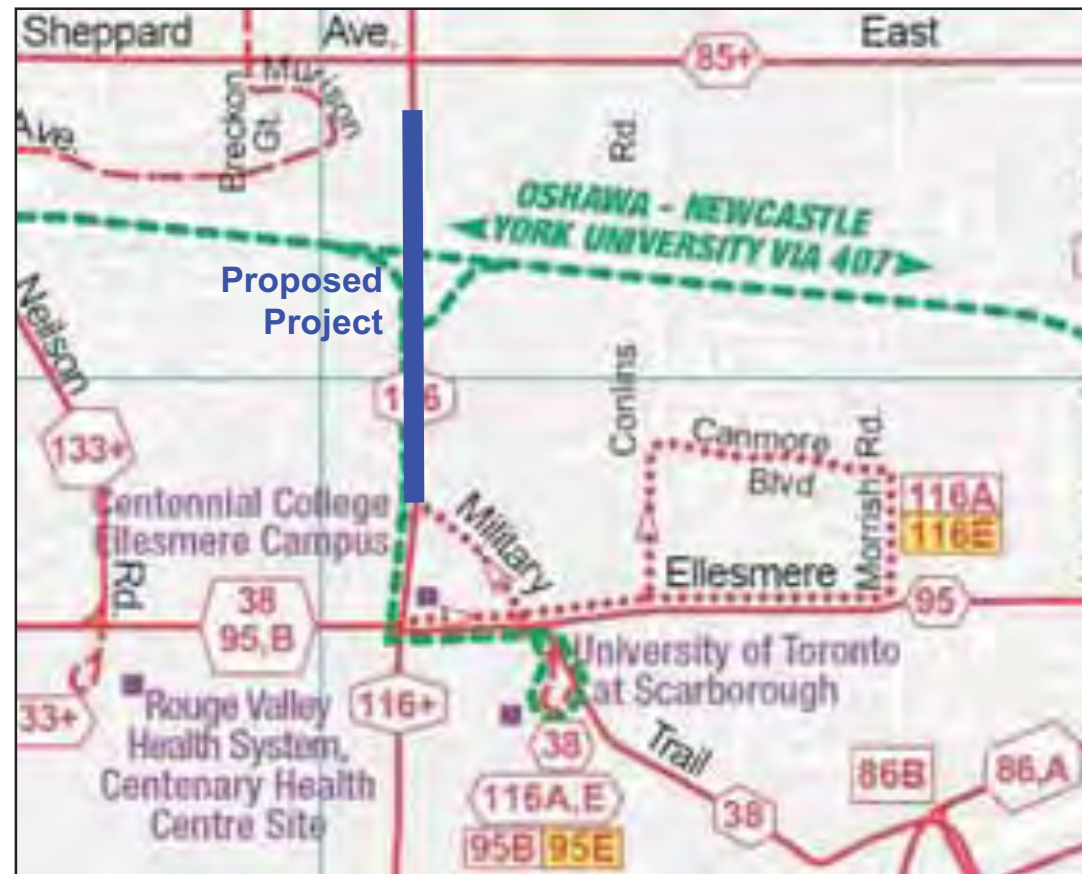 Sheppard Ave. East
85+
Murison
Breckon
Gt.
Ave.
Rd.
OSHAWA - NEWCASTLE
YORK UNIVERSITY VIA 407
Proposed
Project
Neilson
Rd.
133+
Conlins
Canmore
Blvd
Morrish Rd.
116A
116E
Centennial College
Ellesmere Campus
Military
Ellesmere
38
95,B
95
University of Toronto
at Scarborough
33+
Rouge Valley
Health System,
Centenary Health
Centre Site
116+
38
Trail
116A,E
95B 95E
38
86B
86,A